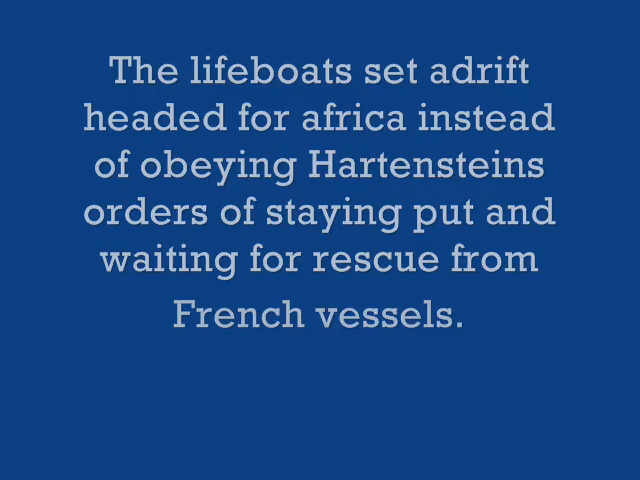 The lifeboats set adrift
headed for africa instead
of obeying Hartensteins
orders of staying put and
waiting for rescue from
French vessels.